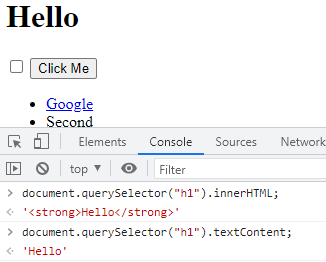 Hello
Click Me
Google
Second
Elements Console Sources Network
top Filter
document.querySelector("h1").innerHTML;
'<strong>Hello</strong>'
document.querySelector("h1").textContent;
'Hello'